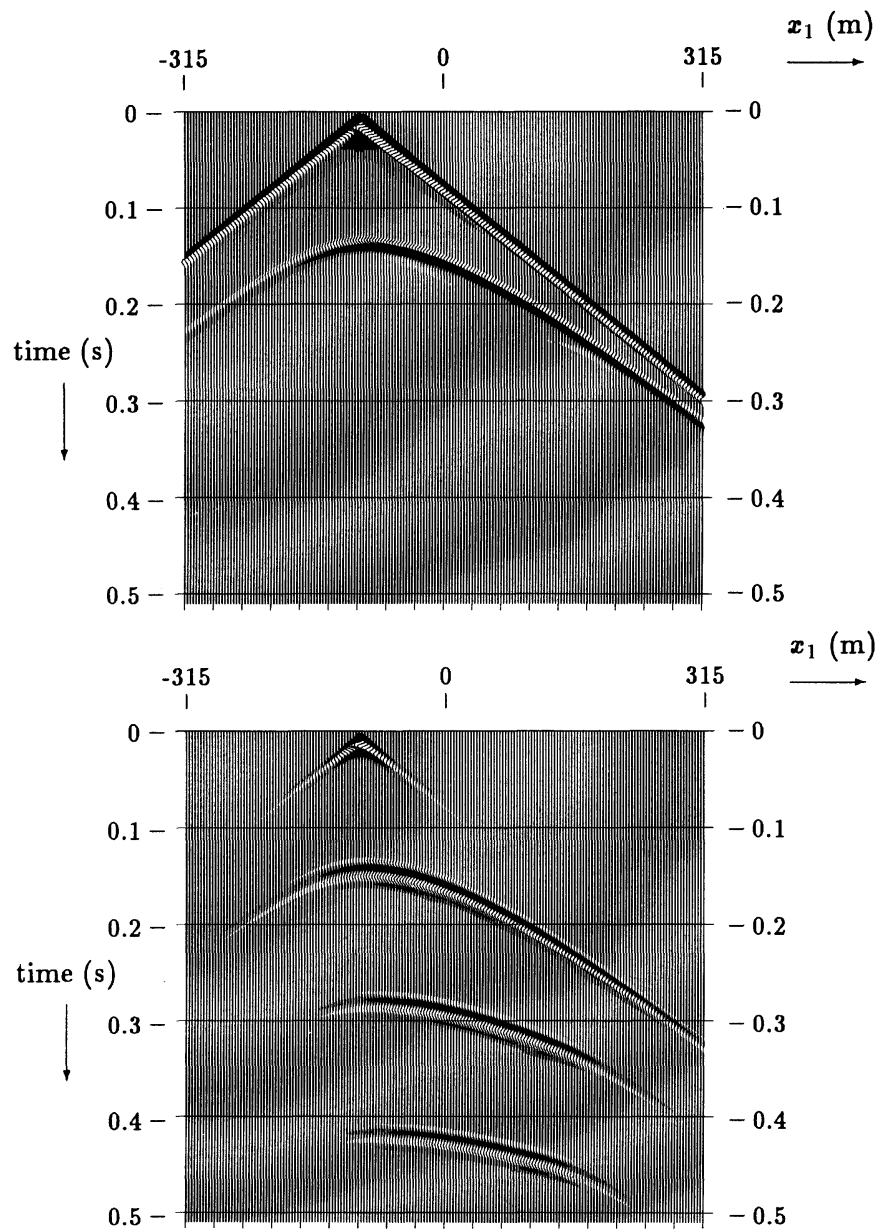 x₁ (m)
-315 0 315
0 — — 0
0.1 — — 0.1
0.2 — — 0.2
time (s)
0.3 — — 0.3
0.4 — — 0.4
0.5 — — 0.5
x₁ (m)
-315 0 315
0 — — 0
0.1 — — 0.1
0.2 — — 0.2
time (s)
0.3 — — 0.3
0.4 — — 0.4
0.5 — — 0.5